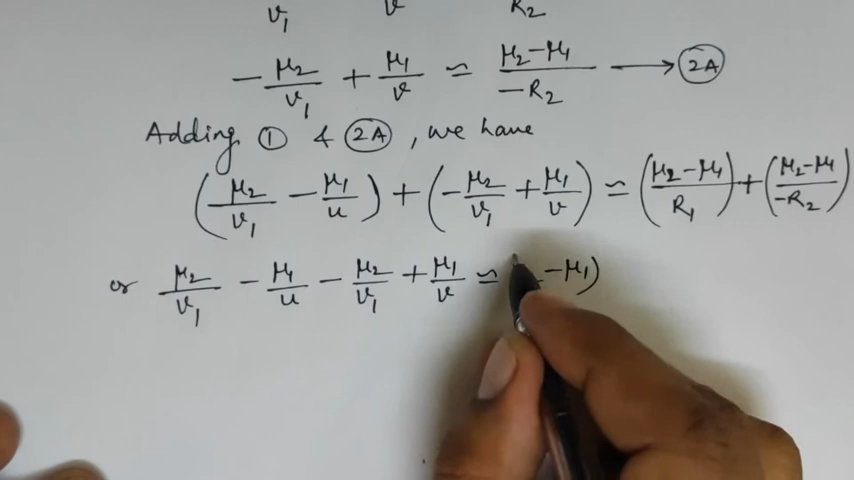 v₁ v R₂
- μ₂/v₁ + μ₁/v ≃ μ₂-μ₁/-R₂ ⟶ (2A)
Adding ① & (2A), we have
(μ₂/v₁ - μ₁/u) + (-μ₂/v₁ + μ₁/v) ≃ (μ₂-μ₁/R₁) + (μ₂-μ₁/-R₂)
or μ₂/v₁ - μ₁/u - μ₂/v₁ + μ₁/v ≃ -μ₁)